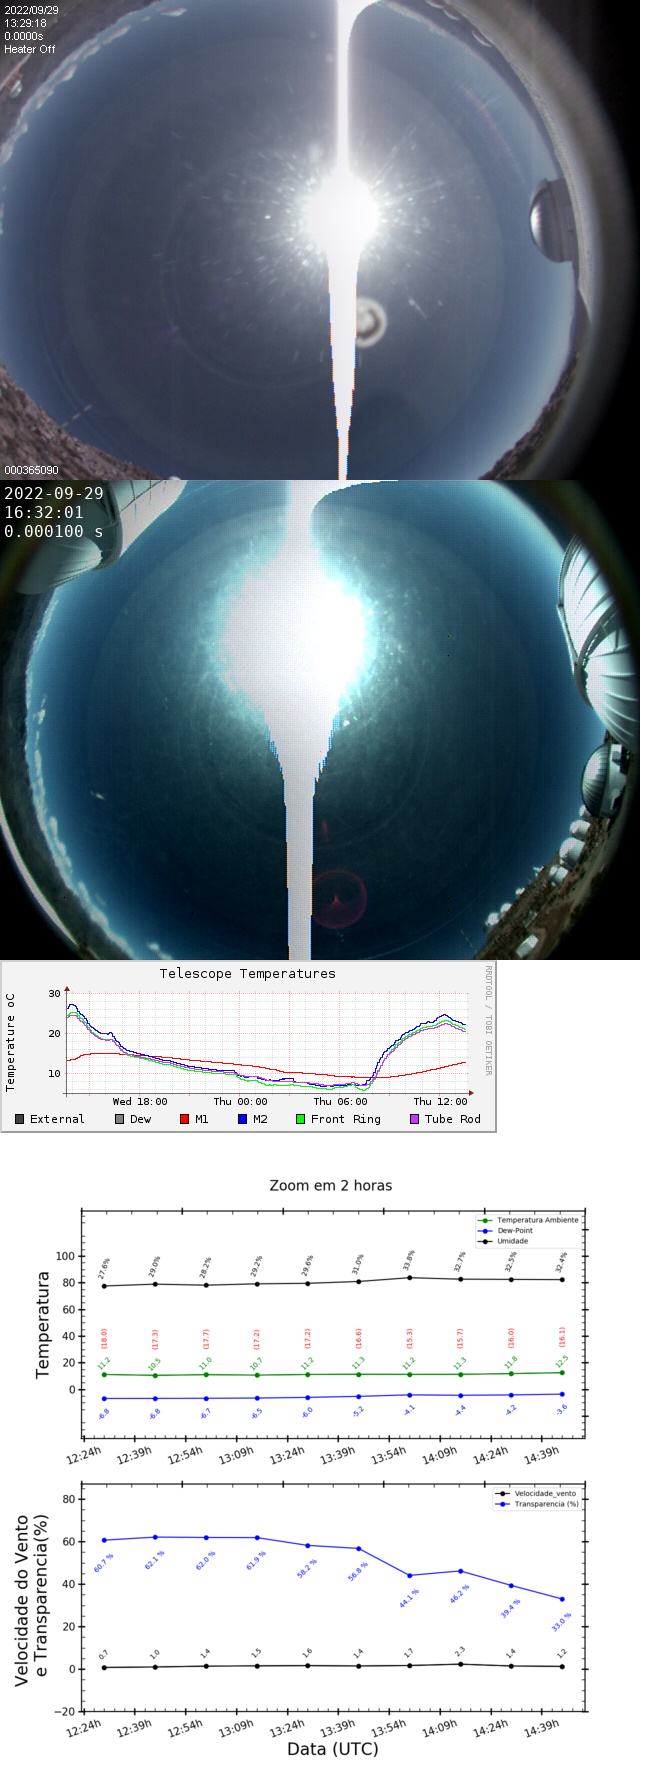 2022/09/29
13:29:18
0.0000s
Heater Off
000365090
2022-09-29
16:32:01
0.000100 s
Telescope Temperatures
RRDTOOL / TOBI OETIKER
Temperature oC
30
20
10
Wed 18:00 Thu 00:00 Thu 06:00 Thu 12:00
External Dew M1 M2 Front Ring Tube Rod
Zoom em 2 horas
Temperatura Ambiente
Dew-Point
Umidade
Temperatura
100
80
60
40
20
0
27.6% 29.0% 28.2% 29.2% 29.6% 31.0% 33.8% 32.7% 32.5% 32.4%
(18.0) (17.3) (17.7) (17.2) (17.2) (16.6) (15.3) (15.7) (16.0) (16.1)
11.2 10.5 11.0 10.7 11.2 11.3 11.2 11.3 11.8 12.5
-6.8 -6.8 -6.7 -6.5 -6.0 -5.2 -4.1 -4.4 -4.2 -3.6
12:24h 12:39h 12:54h 13:09h 13:24h 13:39h 13:54h 14:09h 14:24h 14:39h
Velocidade_vento
Transparencia (%)
Velocidade do Vento
e Transparencia(%)
80
60
40
20
0
−20
60.7 % 62.1 % 62.0 % 61.9 % 58.2 % 56.8 % 44.1 % 46.2 % 39.4 % 33.0 %
0.7 1.0 1.4 1.5 1.6 1.4 1.7 2.3 1.4 1.2
12:24h 12:39h 12:54h 13:09h 13:24h 13:39h 13:54h 14:09h 14:24h 14:39h
Data (UTC)